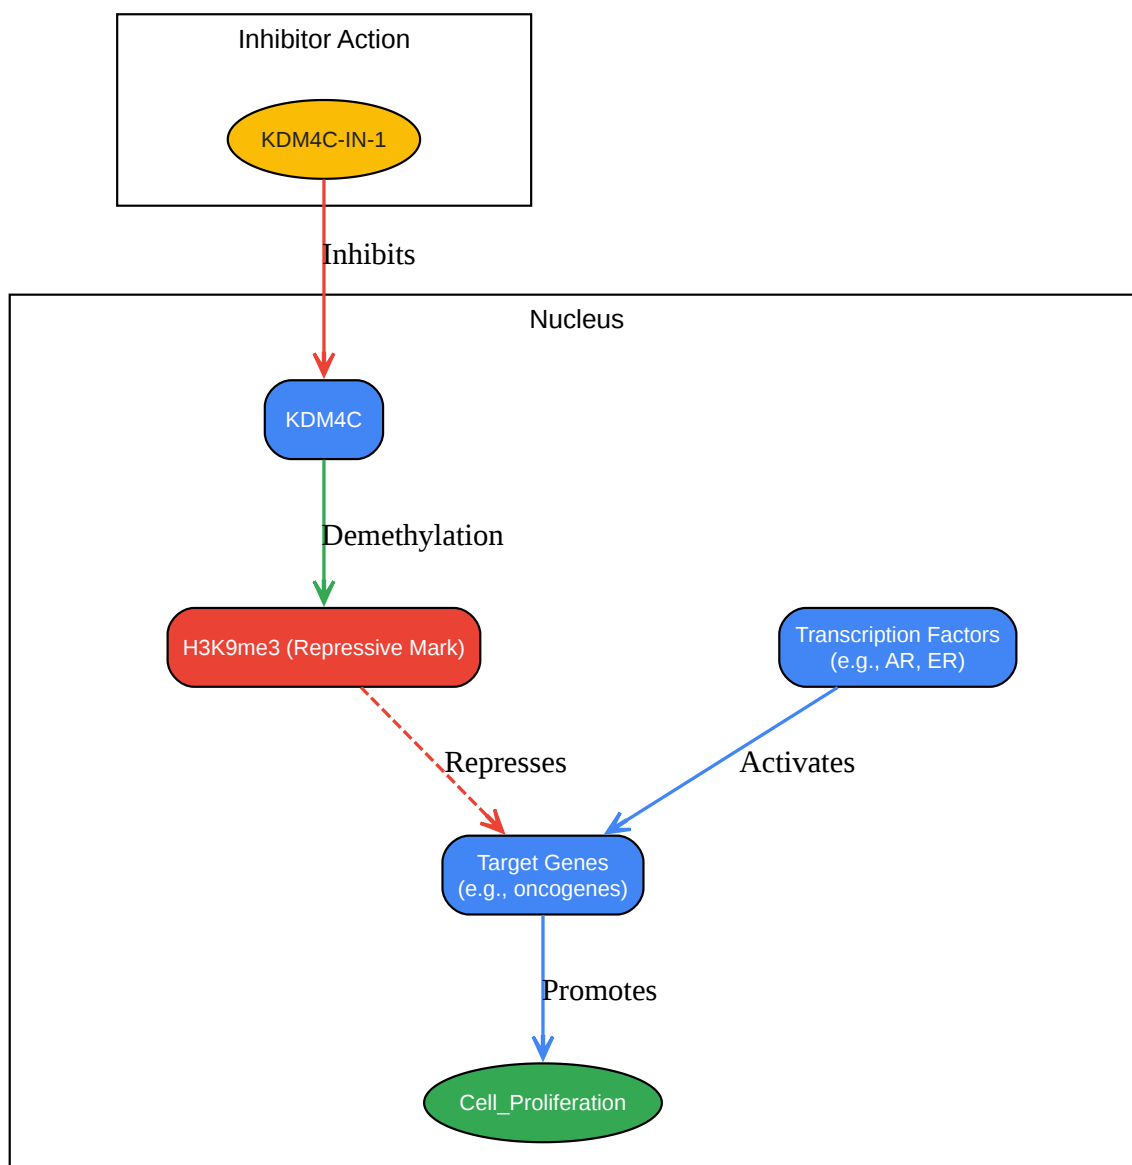 Inhibitor Action
KDM4C-IN-1
Inhibits
Nucleus
KDM4C
Demethylation
H3K9me3 (Repressive Mark)
Transcription Factors
(e.g., AR, ER)
Represses
Activates
Target Genes
(e.g., oncogenes)
Promotes
Cell_Proliferation